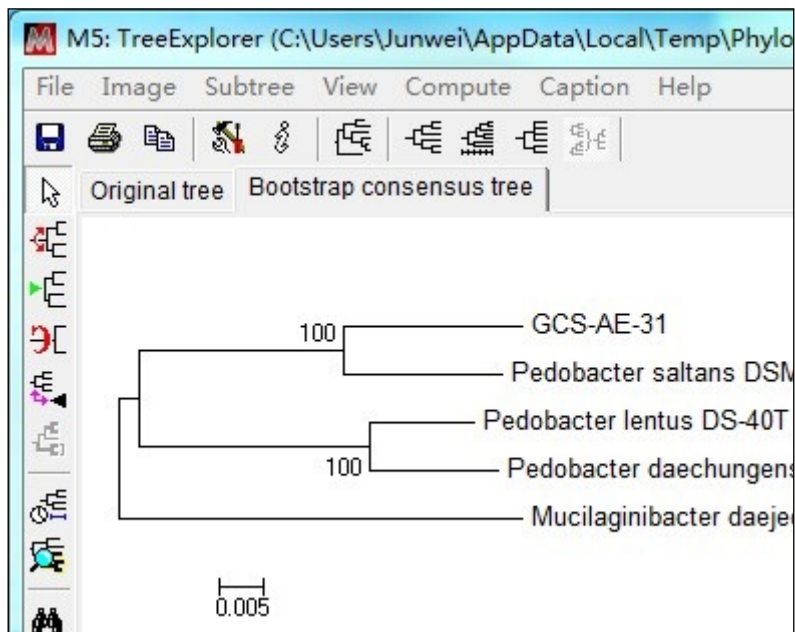 M5: TreeExplorer (C:\Users\Junwei\AppData\Local\Temp\Phylo
File Image Subtree View Compute Caption Help
Original tree Bootstrap consensus tree
100
GCS-AE-31
Pedobacter saltans DSM
Pedobacter lentus DS-40T
100
Pedobacter daechungens
Mucilaginibacter daeje
0.005